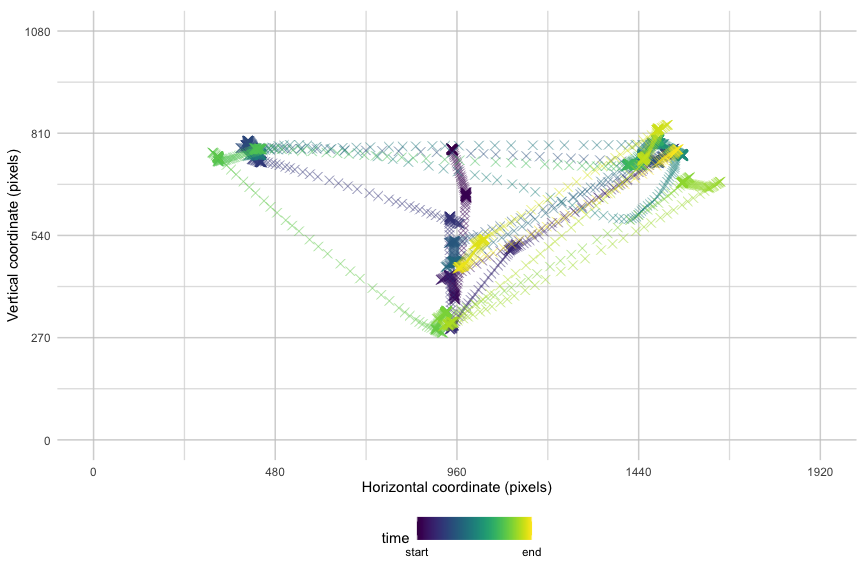 1080
810
540
270
0
Vertical coordinate (pixels)
0 480 960 1440 1920
Horizontal coordinate (pixels)
time
start end